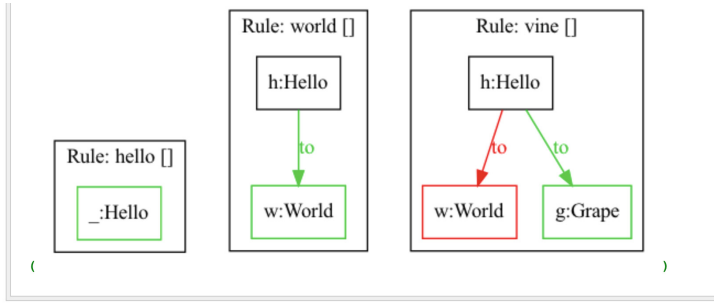 Rule: hello []
_:Hello
Rule: world []
h:Hello
to
w:World
Rule: vine []
h:Hello
to to
w:World g:Grape
( )